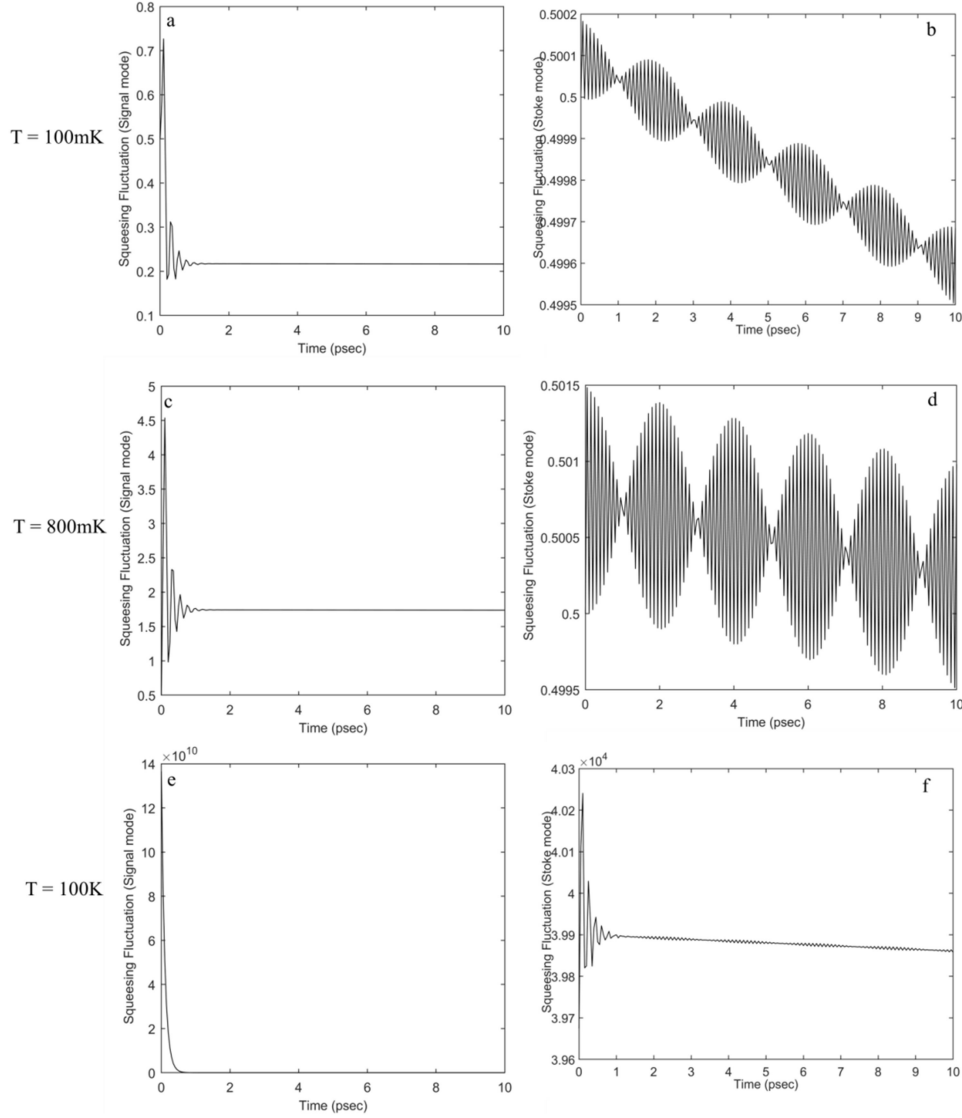 a
Squeesing Fluctuation (Signal mode)
0.8
0.7
0.6
0.5
0.4
0.3
0.2
0.1
0 2 4 6 8 10
Time (psec)
T = 100mK
b
Squeesing Fluctuation (Stoke mode)
0.5002
0.5001
0.5
0.4999
0.4998
0.4997
0.4996
0.4995
0 1 2 3 4 5 6 7 8 9 10
Time (psec)
c
Squeesing Fluctuation (Signal mode)
5
4.5
4
3.5
3
2.5
2
1.5
1
0.5
0 2 4 6 8 10
Time (psec)
T = 800mK
d
Squeesing Fluctuation (Stoke mode)
0.5015
0.501
0.5005
0.5
0.4995
0 2 4 6 8 10
Time (psec)
×10¹⁰
e
Squeesing Fluctuation (Signal mode)
14
12
10
8
6
4
2
0
0 2 4 6 8 10
Time (psec)
T = 100K
×10⁴
f
Squeesing Fluctuation (Stoke mode)
4.03
4.02
4.01
4
3.99
3.98
3.97
3.96
0 1 2 3 4 5 6 7 8 9 10
Time (psec)